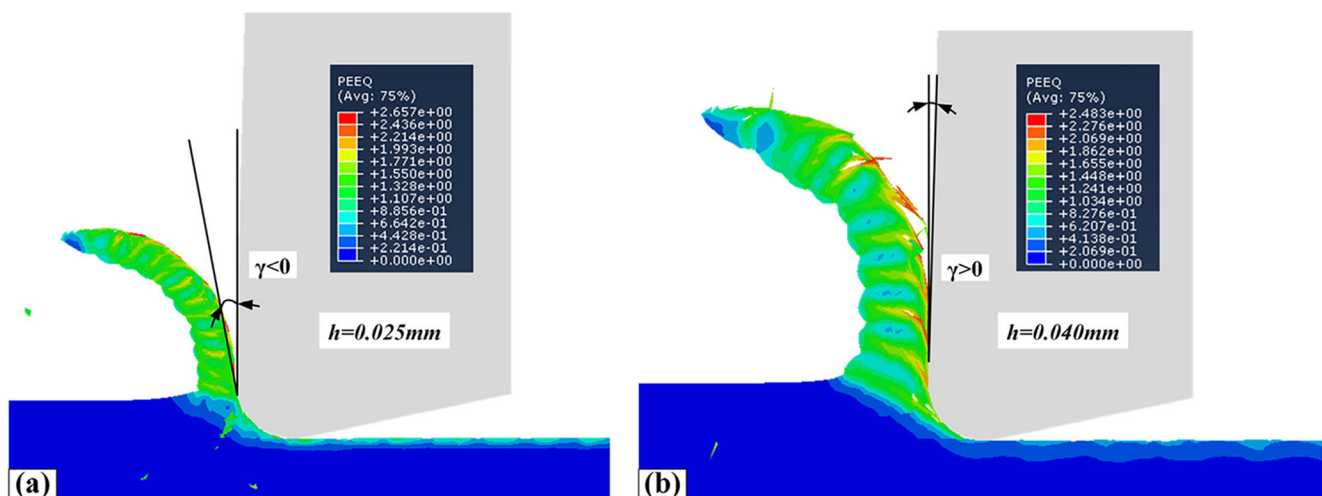 PEEQ
(Avg: 75%)
+2.657e+00
+2.436e+00
+2.214e+00
+1.993e+00
+1.771e+00
+1.550e+00
+1.328e+00
+1.107e+00
+8.856e-01
+6.642e-01
+4.428e-01
+2.214e-01
+0.000e+00
γ<0
h=0.025mm
(a)
PEEQ
(Avg: 75%)
+2.483e+00
+2.276e+00
+2.069e+00
+1.862e+00
+1.655e+00
+1.448e+00
+1.241e+00
+1.034e+00
+8.276e-01
+6.207e-01
+4.138e-01
+2.069e-01
+0.000e+00
γ>0
h=0.040mm
(b)